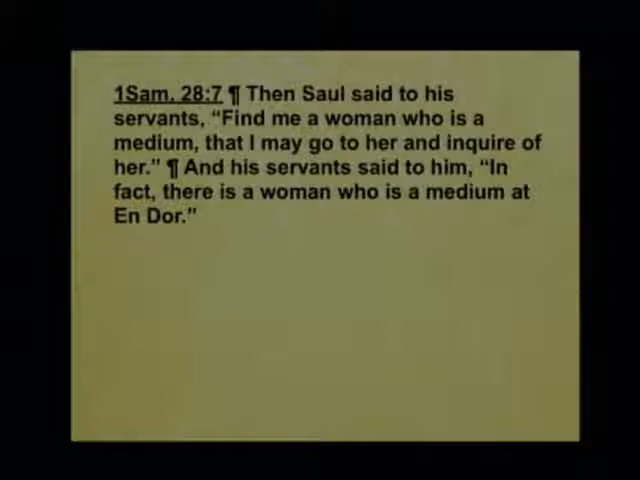 1Sam. 28:7 ¶ Then Saul said to his
servants, “Find me a woman who is a
medium, that I may go to her and inquire of
her.” ¶ And his servants said to him, “In
fact, there is a woman who is a medium at
En Dor.”